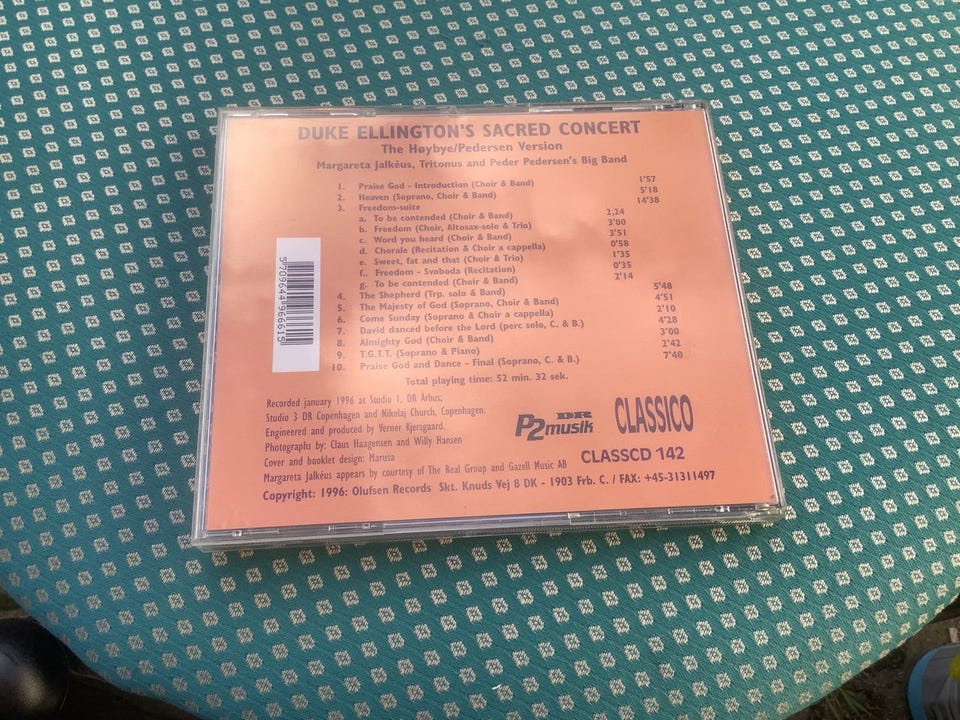 DUKE ELLINGTON'S SACRED CONCERT
The Høybye/Pedersen Version
Margareta Jalkéus, Tritonus and Peder Pedersen's Big Band
1. Praise God - Introduction (Choir & Band) 1'57
2. Heaven (Soprano, Choir & Band) 5'18
3. Freedom-suite 14'38
a. To be contended (Choir & Band) 2,24
b. Freedom (Choir, Altosax-solo & Trio) 3'00
c. Word you heard (Choir & Band) 3'51
d. Chorale (Recitation & Choir a cappella) 0'58
e. Sweet, fat and that (Choir & Trio) 1'35
f.. Freedom - Svoboda (Recitation) 0'35
g. To be contended (Choir & Band) 2'14
4. The Shepherd (Trp. solo & Band) 5'48
5. The Majesty of God (Soprano, Choir & Band) 4'51
6. Come Sunday (Soprano & Choir a cappella) 2'10
7. David danced before the Lord (perc solo, C. & B.) 4'28
8. Almighty God (Choir & Band) 3'00
9. T.G.T.T. (Soprano & Piano) 2'42
10. Praise God and Dance - Final (Soprano, C. & B.) 7'40
Total playing time: 52 min. 32 sek.
5 709644 966615
Recorded january 1996 at Studio 1, DR Århus;
Studio 3 DR Copenhagen and Nikolaj Church, Copenhagen.
Engineered and produced by Verner Kjersgaard.
Photographs by: Claus Haagensen and Willy Hansen
Cover and booklet design: Marusa
Margareta Jalkéus appears by courtesy of The Real Group and Gazell Music AB
DR
P2musik
CLASSICO
CLASSCD 142
Copyright: 1996: Olufsen Records Skt. Knuds Vej 8 DK - 1903 Frb. C. / FAX: +45-31311497